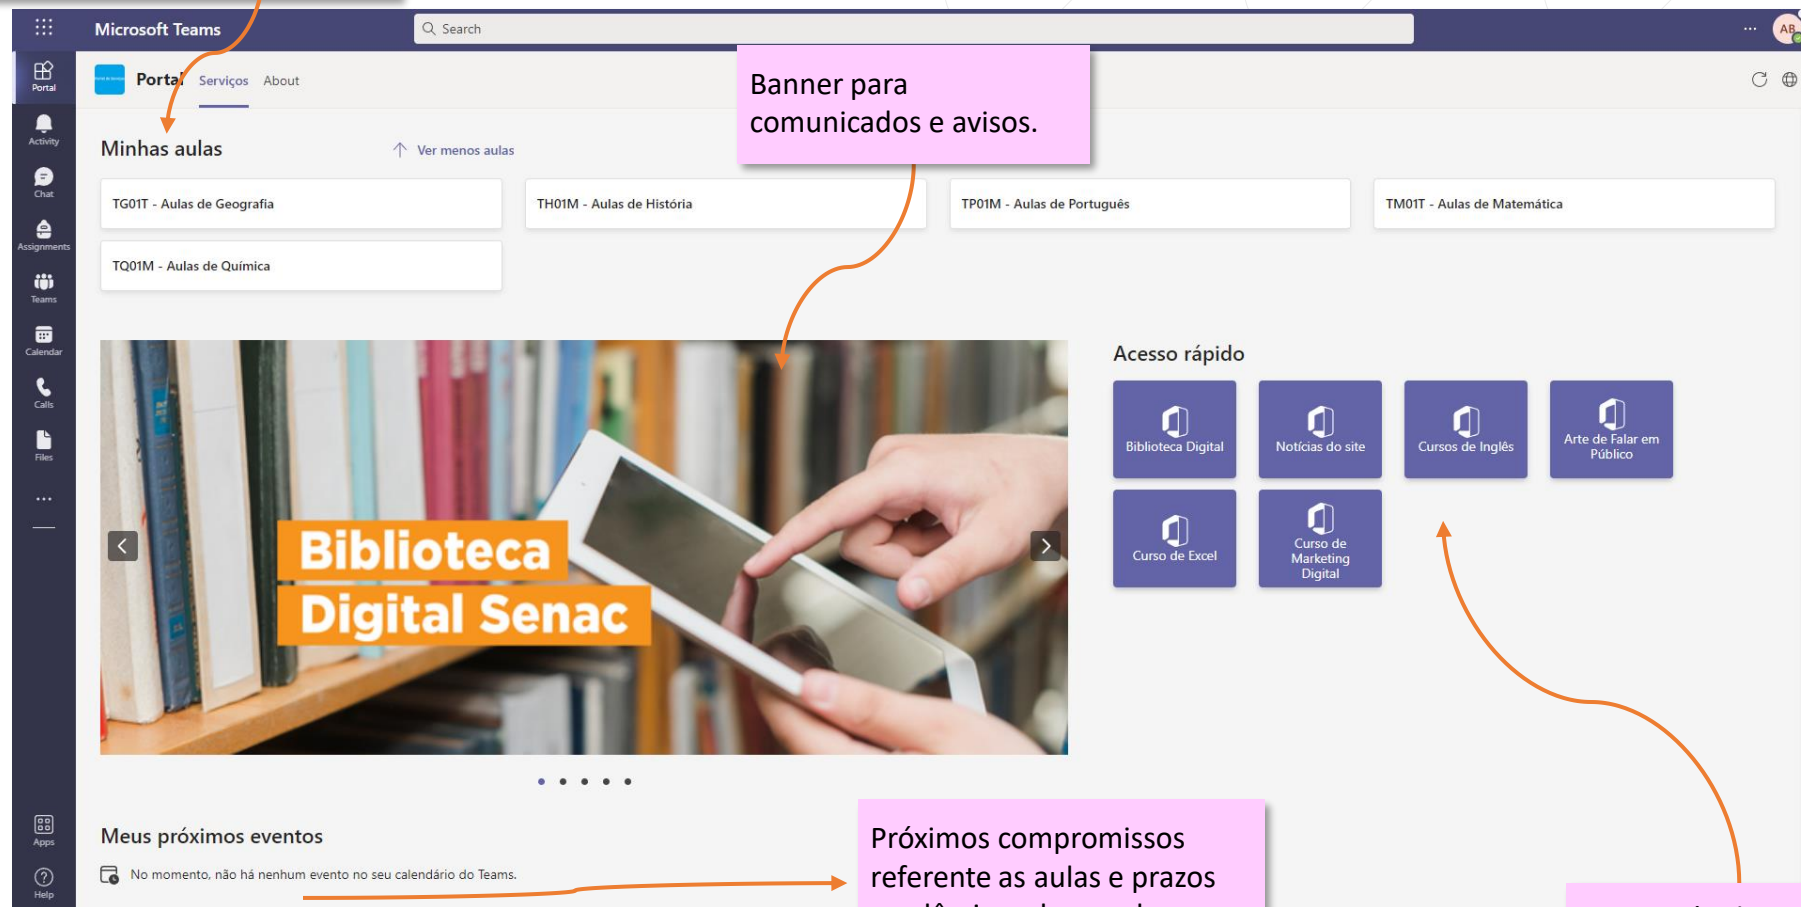 Microsoft Teams
Search
AB
Portal
Portal
Serviços
About
Banner para
comunicados e avisos.
Activity
Chat
Assignments
Teams
Calendar
Calls
Files
Minhas aulas
Ver menos aulas
TG01T - Aulas de Geografia
TH01M - Aulas de História
TP01M - Aulas de Português
TM01T - Aulas de Matemática
TQ01M - Aulas de Química
Biblioteca
Digital Senac
Acesso rápido
Biblioteca Digital
Notícias do site
Cursos de Inglês
Arte de Falar em
Público
Curso de Excel
Curso de
Marketing
Digital
Apps
Help
Meus próximos eventos
No momento, não há nenhum evento no seu calendário do Teams.
Próximos compromissos
referente as aulas e prazos